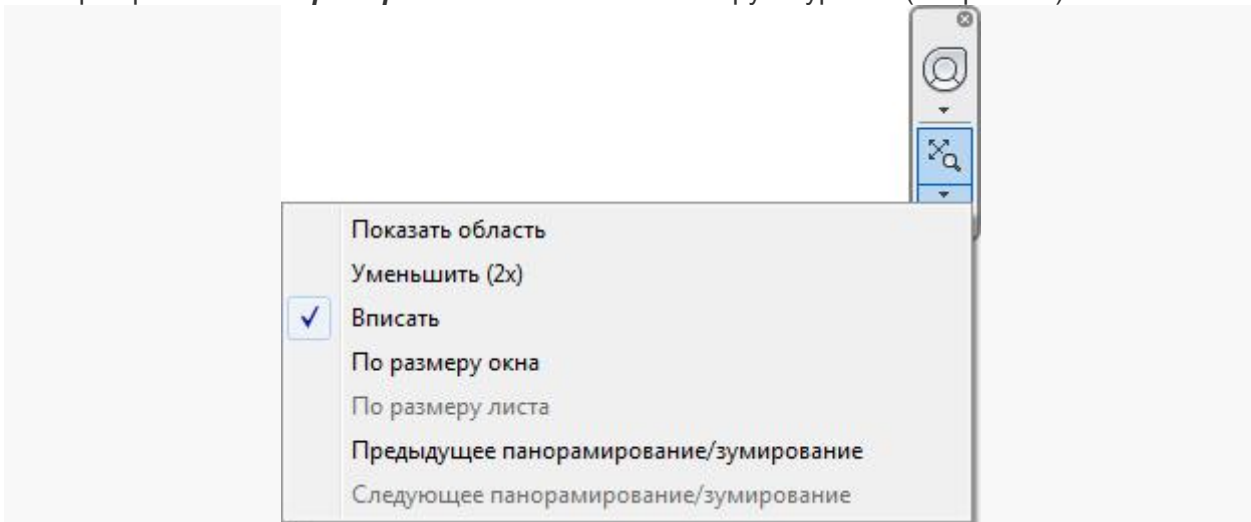 Показать область
Уменьшить (2x)
Вписать
По размеру окна
По размеру листа
Предыдущее панорамирование/зумирование
Следующее панорамирование/зумирование